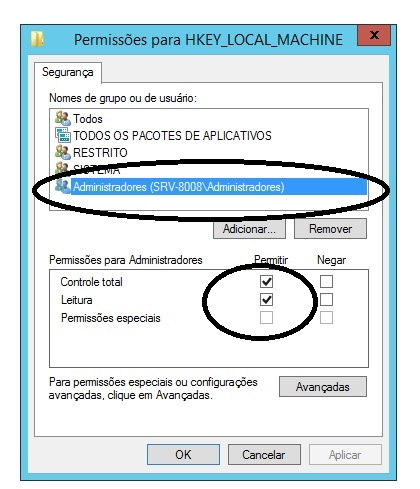 Permissões para HKEY_LOCAL_MACHINE
x
Segurança
Nomes de grupo ou de usuário:
Todos
TODOS OS PACOTES DE APLICATIVOS
RESTRITO
SISTEMA
Administradores (SRV-8008\Administradores)
Adicionar... Remover
Permissões para Administradores Permitir Negar
Controle total
Leitura
Permissões especiais
Para permissões especiais ou configurações
avançadas, clique em Avançadas.
Avançadas
OK Cancelar Aplicar